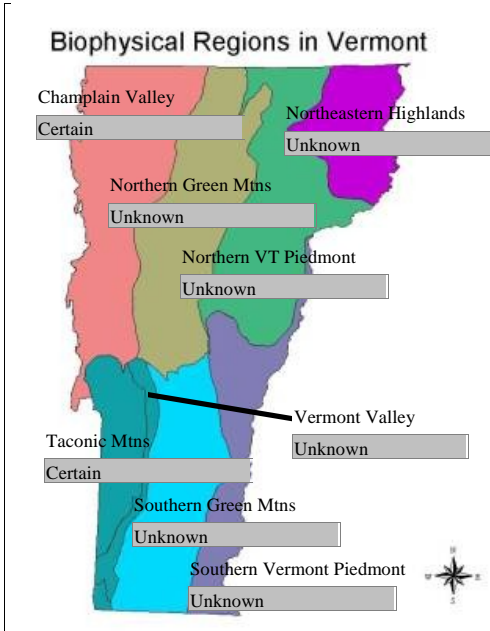 Biophysical Regions in Vermont
Champlain Valley
Certain
Northeastern Highlands
Unknown
Northern Green Mtns
Unknown
Northern VT Piedmont
Unknown
Vermont Valley
Unknown
Taconic Mtns
Certain
Southern Green Mtns
Unknown
Southern Vermont Piedmont
Unknown
N
W E
S